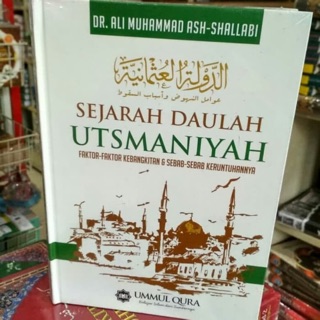 DR. ALI MUHAMMAD ASH-SHALLABI
الدولة العثمانية
عوامل النهوض وأسباب السقوط
SEJARAH DAULAH
UTSMANIYAH
FAKTOR-FAKTOR KEBANGKITAN & SEBAB-SEBAB KERUNTUHANNYA
UMMUL QURA